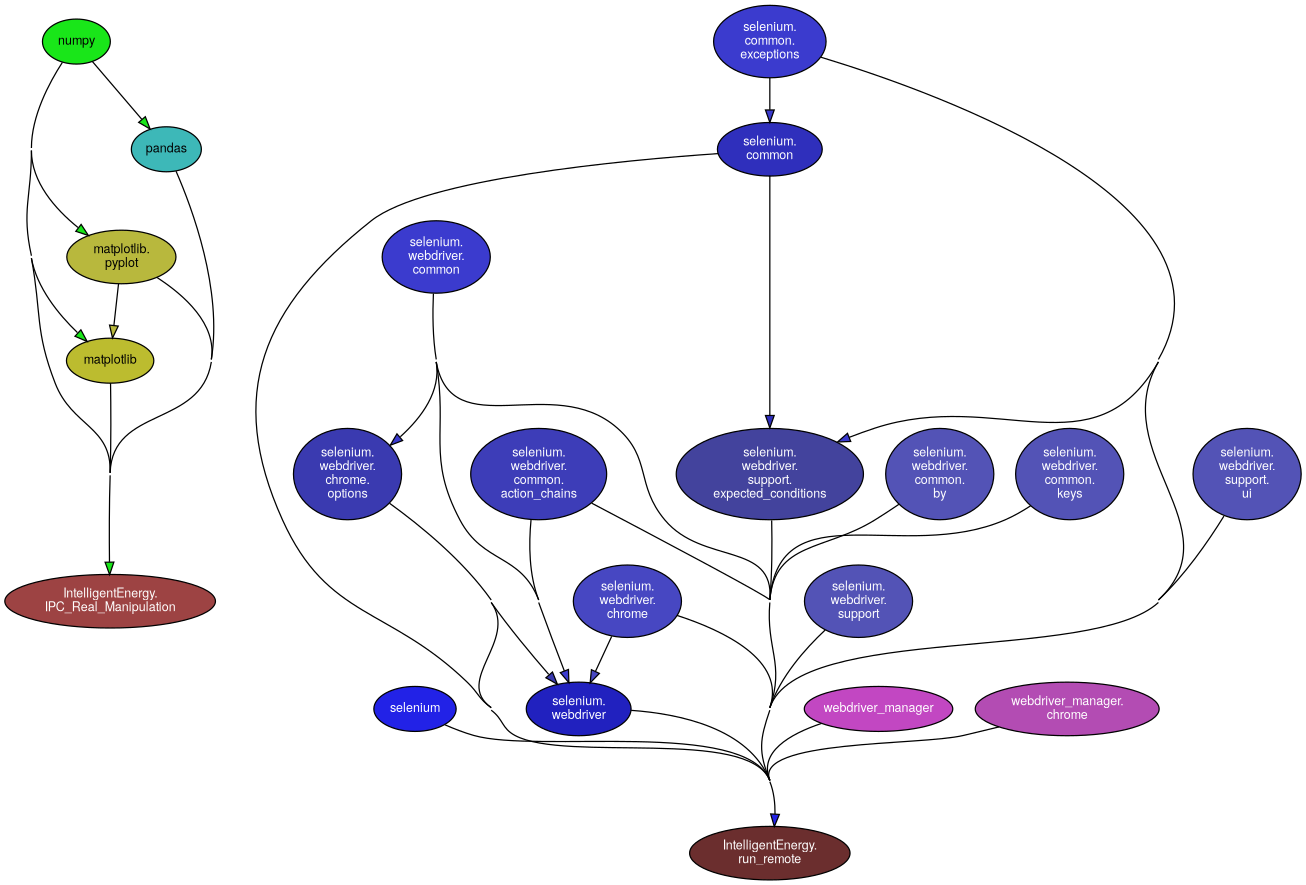 numpy
selenium.
common.
exceptions
pandas
selenium.
common
matplotlib.
pyplot
selenium.
webdriver.
common
matplotlib
selenium.
webdriver.
chrome.
options
selenium.
webdriver.
common.
action_chains
selenium.
webdriver.
support.
expected_conditions
selenium.
webdriver.
common.
by
selenium.
webdriver.
common.
keys
selenium.
webdriver.
support.
ui
IntelligentEnergy.
IPC_Real_Manipulation
selenium.
webdriver.
chrome
selenium.
webdriver.
support
selenium
selenium.
webdriver
webdriver_manager
webdriver_manager.
chrome
IntelligentEnergy.
run_remote